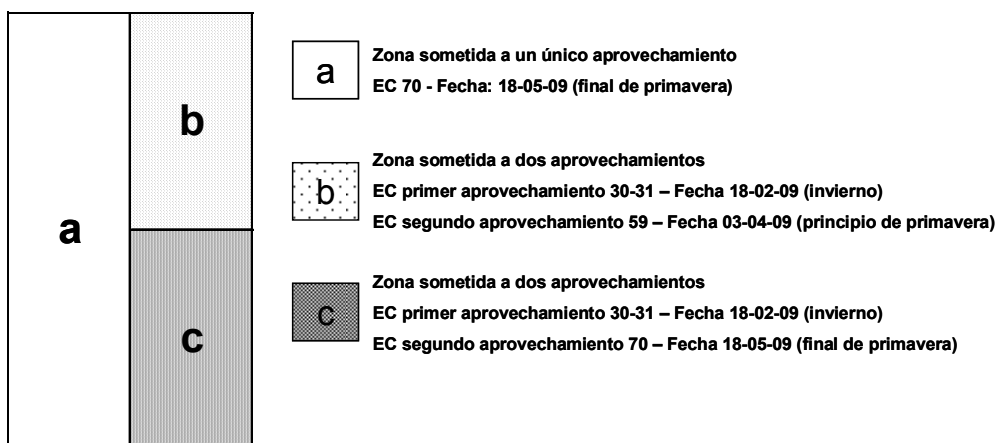 a
b
c
a
Zona sometida a un único aprovechamiento
EC 70 - Fecha: 18-05-09 (final de primavera)
b
Zona sometida a dos aprovechamientos
EC primer aprovechamiento 30-31 – Fecha 18-02-09 (invierno)
EC segundo aprovechamiento 59 – Fecha 03-04-09 (principio de primavera)
c
Zona sometida a dos aprovechamientos
EC primer aprovechamiento 30-31 – Fecha 18-02-09 (invierno)
EC segundo aprovechamiento 70 – Fecha 18-05-09 (final de primavera)